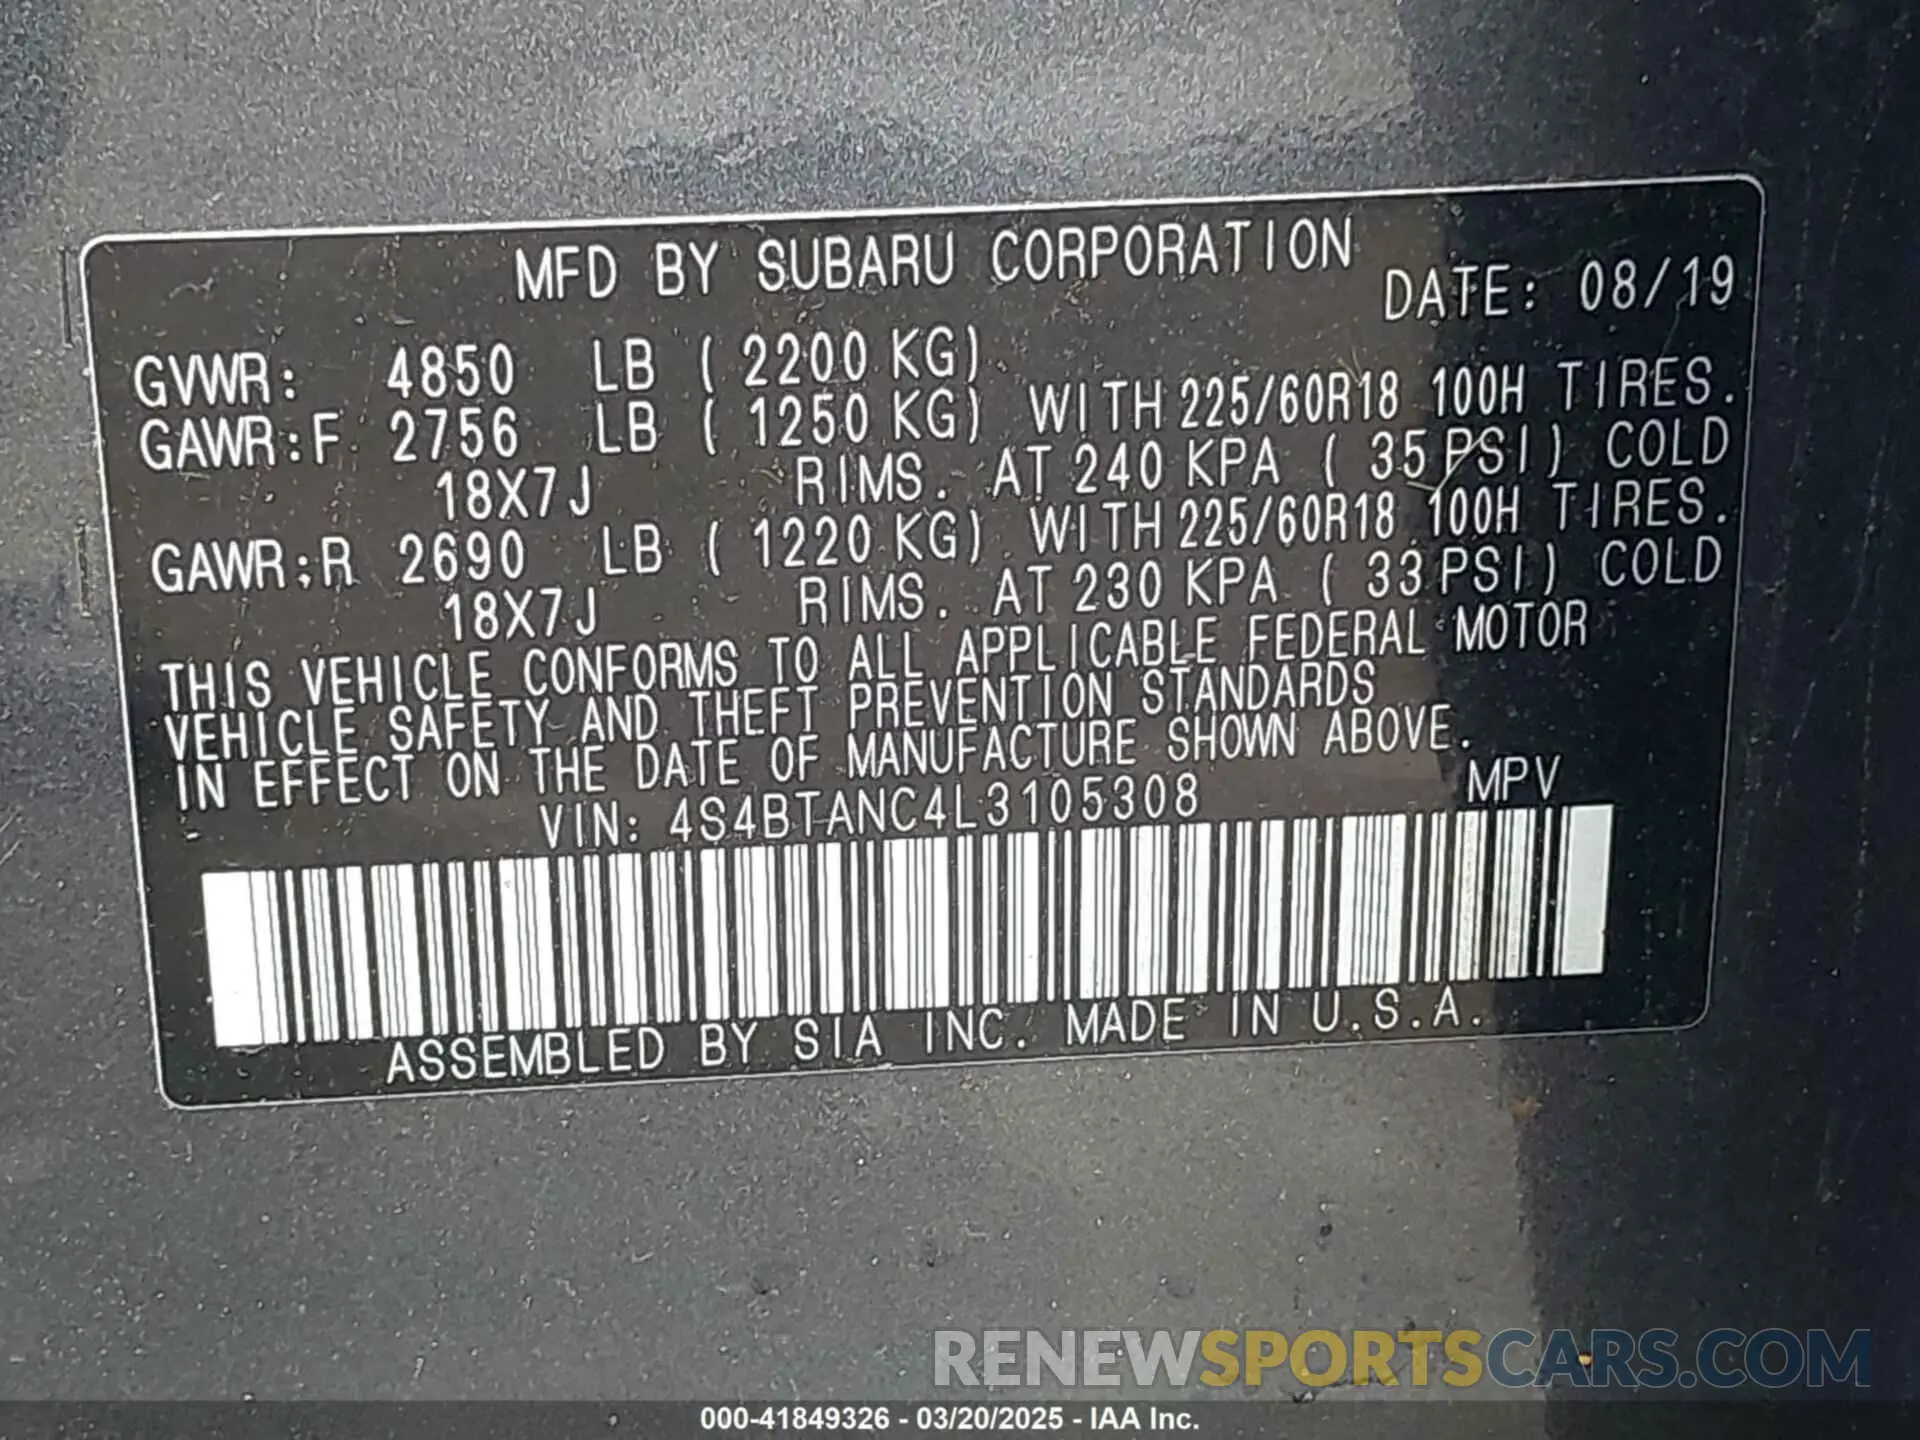 MFD BY SUBARU CORPORATION
DATE: 08/19
GVWR: 4850 LB ( 2200 KG)
GAWR:F 2756 LB ( 1250 KG) WITH 225/60R18 100H TIRES.
18X7J RIMS. AT 240 KPA ( 35 PSI) COLD
GAWR:R 2690 LB ( 1220 KG) WITH 225/60R18 100H TIRES.
18X7J RIMS. AT 230 KPA ( 33 PSI) COLD
THIS VEHICLE CONFORMS TO ALL APPLICABLE FEDERAL MOTOR
VEHICLE SAFETY AND THEFT PREVENTION STANDARDS
IN EFFECT ON THE DATE OF MANUFACTURE SHOWN ABOVE.
VIN: 4S4BTANC4L3105308 MPV
ASSEMBLED BY SIA INC. MADE IN U.S.A.
RENEWSPORTSCARS.COM
000-41849326 - 03/20/2025 - IAA Inc.